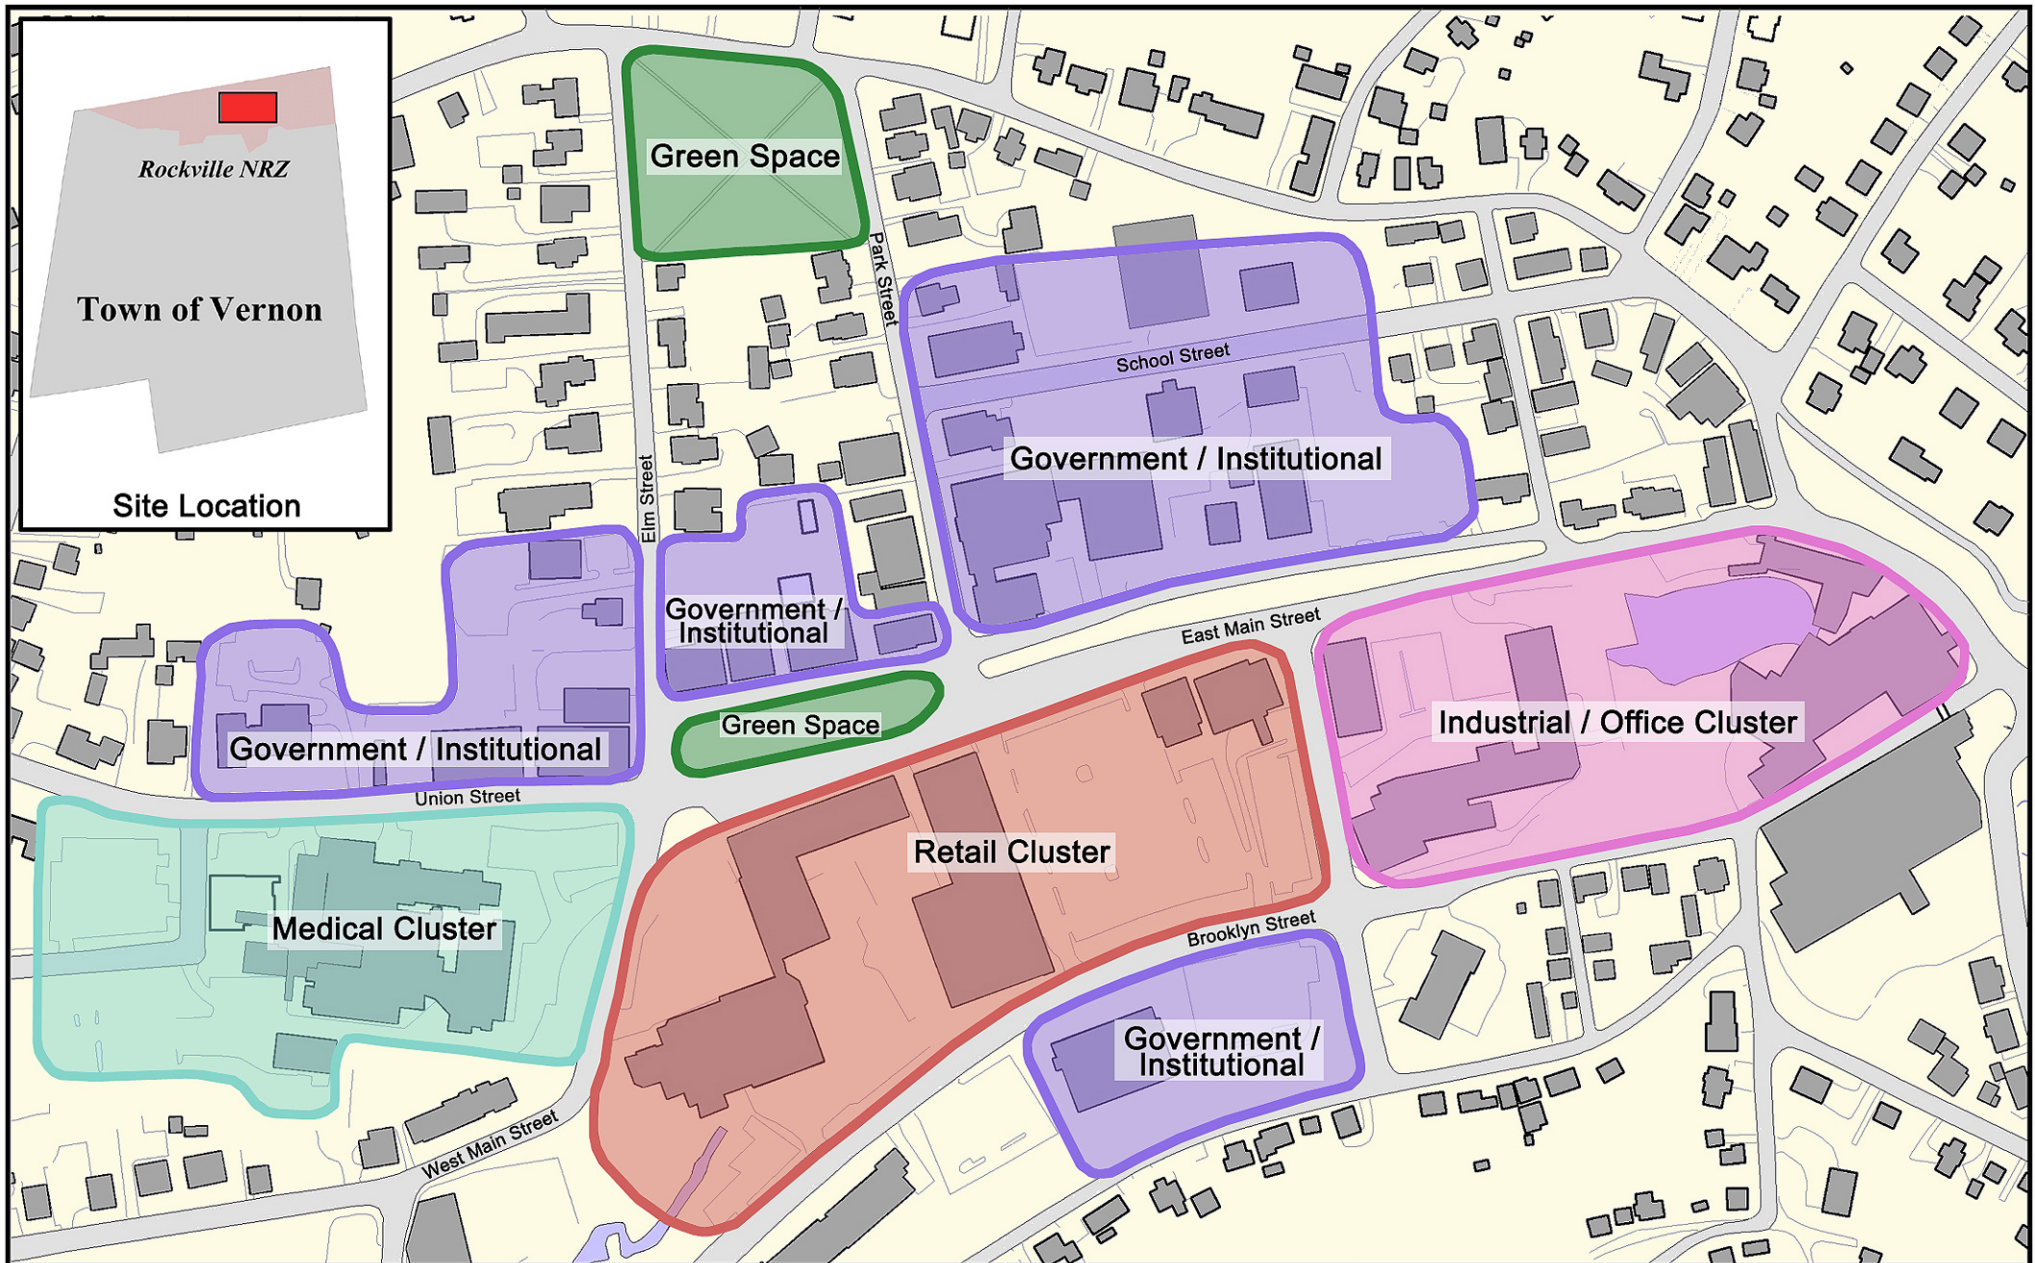 Rockville NRZ
Town of Vernon
Site Location
Green Space
Park Street
School Street
Government / Institutional
Elm Street
Government /
Institutional
East Main Street
Government / Institutional
Green Space
Industrial / Office Cluster
Union Street
Retail Cluster
Medical Cluster
Brooklyn Street
Government /
Institutional
West Main Street